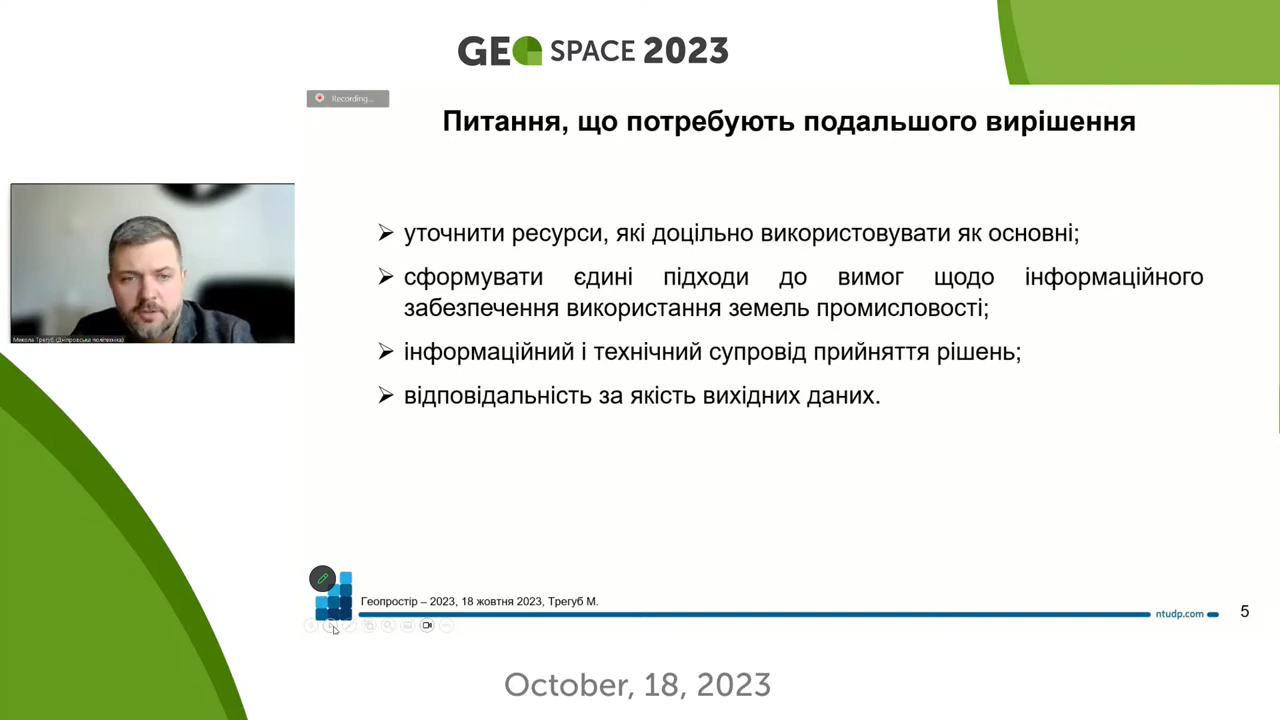 GEO SPACE 2023
Recording...
Питання, що потребують подальшого вирішення
➢ уточнити ресурси, які доцільно використовувати як основні;
➢ сформувати єдині підходи до вимог щодо інформаційного
забезпечення використання земель промисловості;
➢ інформаційний і технічний супровід прийняття рішень;
➢ відповідальність за якість вихідних даних.
Микола Трегуб (Дніпровська політехніка)
Геопростір – 2023, 18 жовтня 2023, Трегуб М.
ntudp.com
5
October, 18, 2023